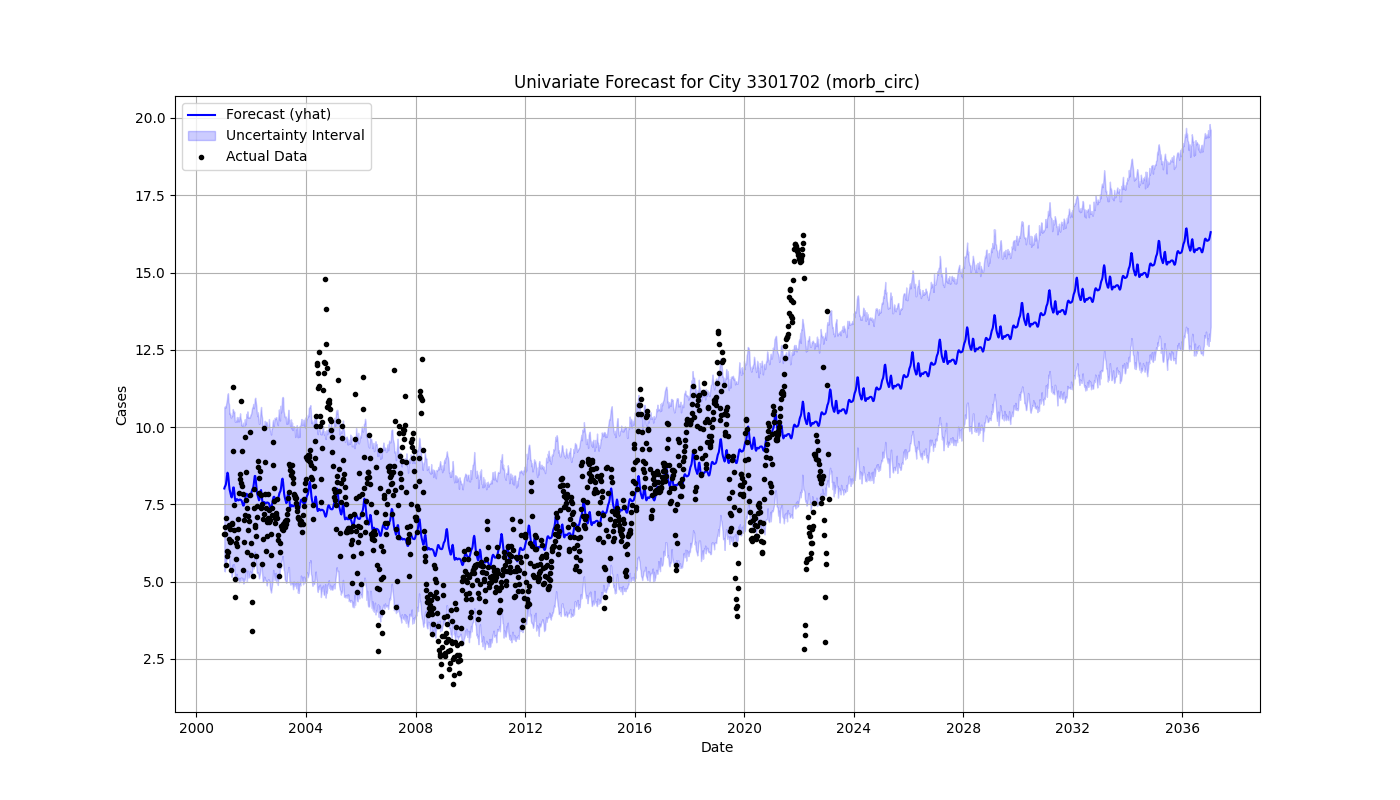 Univariate Forecast for City 3301702 (morb_circ)
Forecast (yhat)
Uncertainty Interval
Actual Data
Cases
20.0
17.5
15.0
12.5
10.0
7.5
5.0
2.5
2000 2004 2008 2012 2016 2020 2024 2028 2032 2036
Date